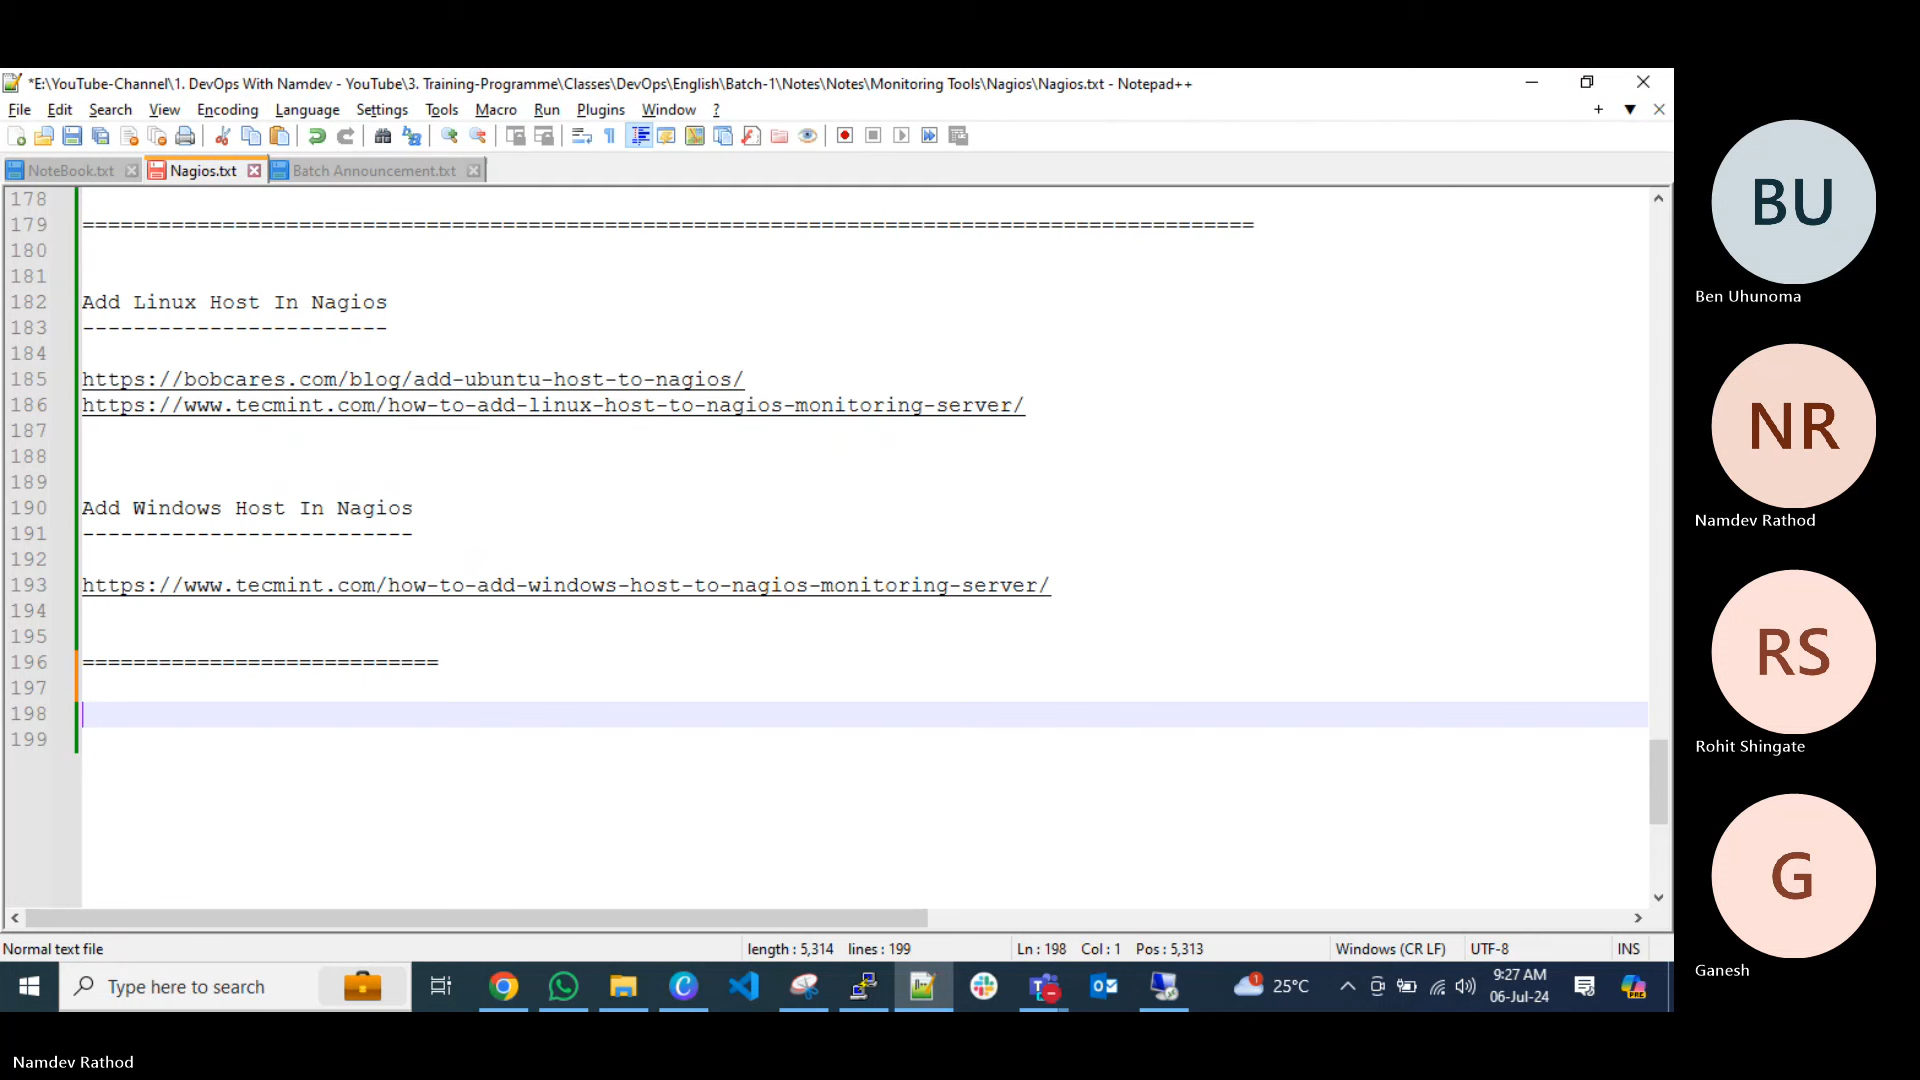 *E:\YouTube-Channel\1. DevOps With Namdev - YouTube\3. Training-Programme\Classes\DevOps\English\Batch-1\Notes\Notes\Monitoring Tools\Nagios\Nagios.txt - Notepad++
File Edit Search View Encoding Language Settings Tools Macro Run Plugins Window ?
NoteBook.txt Nagios.txt Batch Announcement.txt
178
179 ============================================================================================
180
181
182 Add Linux Host In Nagios
183 ------------------------
184
185 https://bobcares.com/blog/add-ubuntu-host-to-nagios/
186 https://www.tecmint.com/how-to-add-linux-host-to-nagios-monitoring-server/
187
188
189
190 Add Windows Host In Nagios
191 --------------------------
192
193 https://www.tecmint.com/how-to-add-windows-host-to-nagios-monitoring-server/
194
195
196 ============================
197
198
199
Normal text file length : 5,314 lines : 199 Ln : 198 Col : 1 Pos : 5,313 Windows (CR LF) UTF-8 INS
Type here to search
25°C
9:27 AM
06-Jul-24
BU
Ben Uhunoma
NR
Namdev Rathod
RS
Rohit Shingate
G
Ganesh
Namdev Rathod